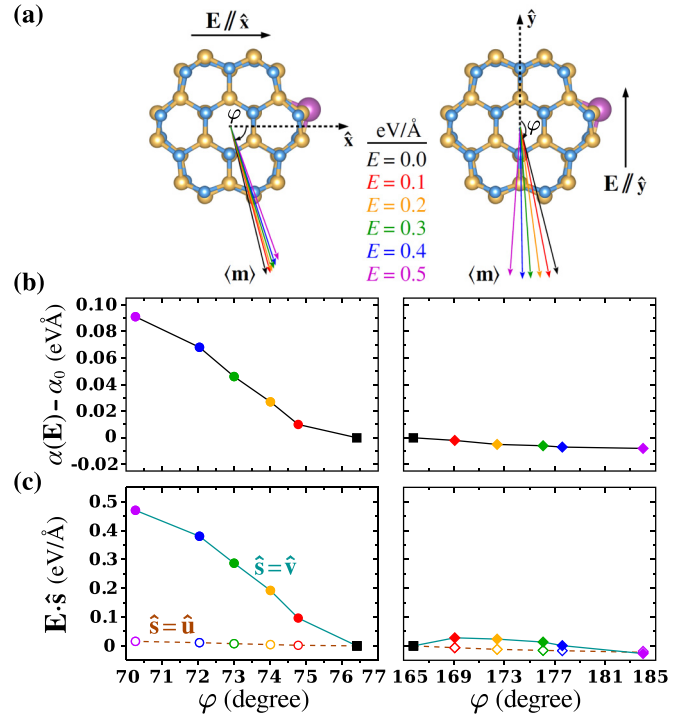 (a)
E // x̂
ŷ
φ
x̂
⟨m⟩
eV/Å
E = 0.0
E = 0.1
E = 0.2
E = 0.3
E = 0.4
E = 0.5
φ
E // ŷ
⟨m⟩
(b)
α(E) − α₀ (eVÅ)
0.10
0.08
0.06
0.04
0.02
0
-0.02
(c)
E·ŝ (eV/Å)
0.5
0.4
0.3
0.2
0.1
0
ŝ = v̂
ŝ = û
70 71 72 73 74 75 76 77
165 169 173 177 181 185
φ (degree)
φ (degree)